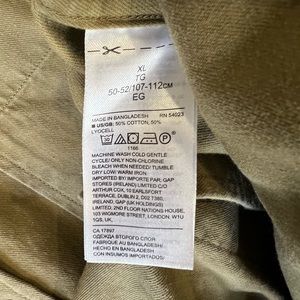 XL
TG
50-52/107-112CM
EG
MADE IN BANGLADESH RN 54023
US/GB: 50% COTTON, 50%
LYOCELL
1166
MACHINE WASH COLD GENTLE
CYCLE/ ONLY NON-CHLORINE
BLEACH WHEN NEEDED/ TUMBLE
DRY LOW/ WARM IRON
IMPORTED BY/IMPORTÉ PAR: GAP
STORES (IRELAND) LIMITED C/O
ARTHUR COX, 10 EARLSFORT
TERRACE, DUBLIN 2, D02 T380,
IRELAND, GAP (UK HOLDINGS)
LIMITED, 2ND FLOOR NATIONS HOUSE,
103 WIGMORE STREET, LONDON, W1U
1QS, UK.
CA 17897
ОДЕЖДА ВТОРОГО СЛОЯ
FABRIQUÉ AU BANGLADESH/
HECHO EN BANGLADESH
CON INSUMOS IMPORTADOS